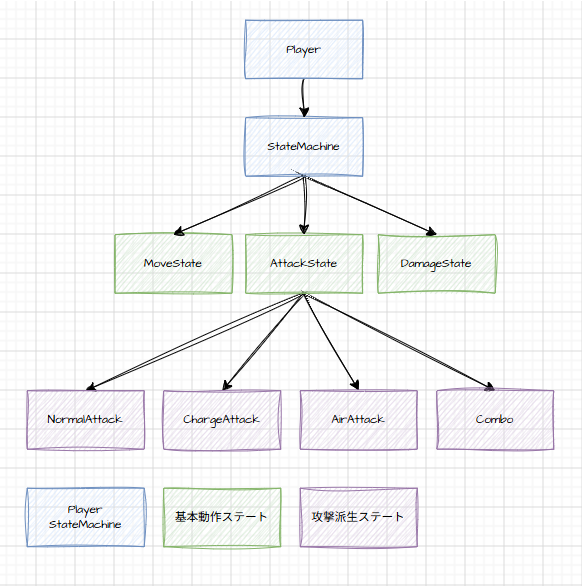 Player
StateMachine
MoveState
AttackState
DamageState
NormalAttack
ChargeAttack
AirAttack
Combo
Player
StateMachine
基本動作ステート
攻撃派生ステート